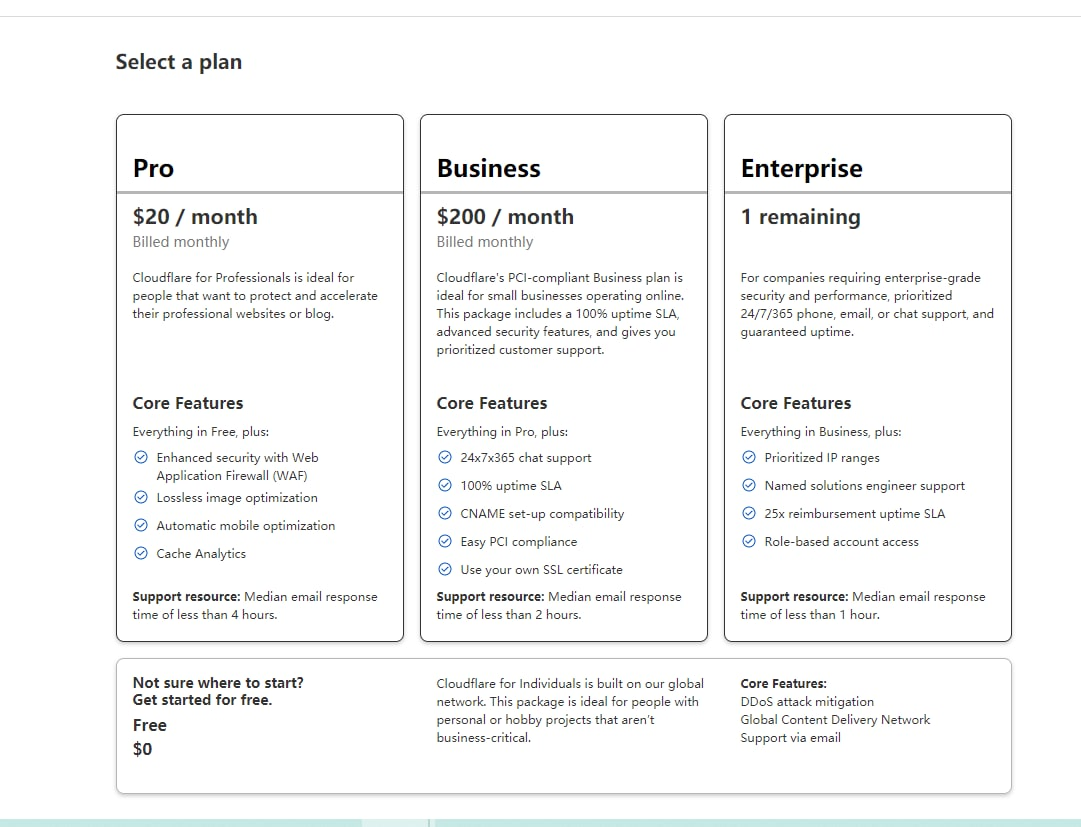 Select a plan
Pro
$20 / month
Billed monthly
Cloudflare for Professionals is ideal for
people that want to protect and accelerate
their professional websites or blog.
Core Features
Everything in Free, plus:
Enhanced security with Web
Application Firewall (WAF)
Lossless image optimization
Automatic mobile optimization
Cache Analytics
Support resource: Median email response
time of less than 4 hours.
Business
$200 / month
Billed monthly
Cloudflare's PCI-compliant Business plan is
ideal for small businesses operating online.
This package includes a 100% uptime SLA,
advanced security features, and gives you
prioritized customer support.
Core Features
Everything in Pro, plus:
24x7x365 chat support
100% uptime SLA
CNAME set-up compatibility
Easy PCI compliance
Use your own SSL certificate
Support resource: Median email response
time of less than 2 hours.
Enterprise
1 remaining
For companies requiring enterprise-grade
security and performance, prioritized
24/7/365 phone, email, or chat support, and
guaranteed uptime.
Core Features
Everything in Business, plus:
Prioritized IP ranges
Named solutions engineer support
25x reimbursement uptime SLA
Role-based account access
Support resource: Median email response
time of less than 1 hour.
Not sure where to start?
Get started for free.
Free
$0
Cloudflare for Individuals is built on our global
network. This package is ideal for people with
personal or hobby projects that aren't
business-critical.
Core Features:
DDoS attack mitigation
Global Content Delivery Network
Support via email